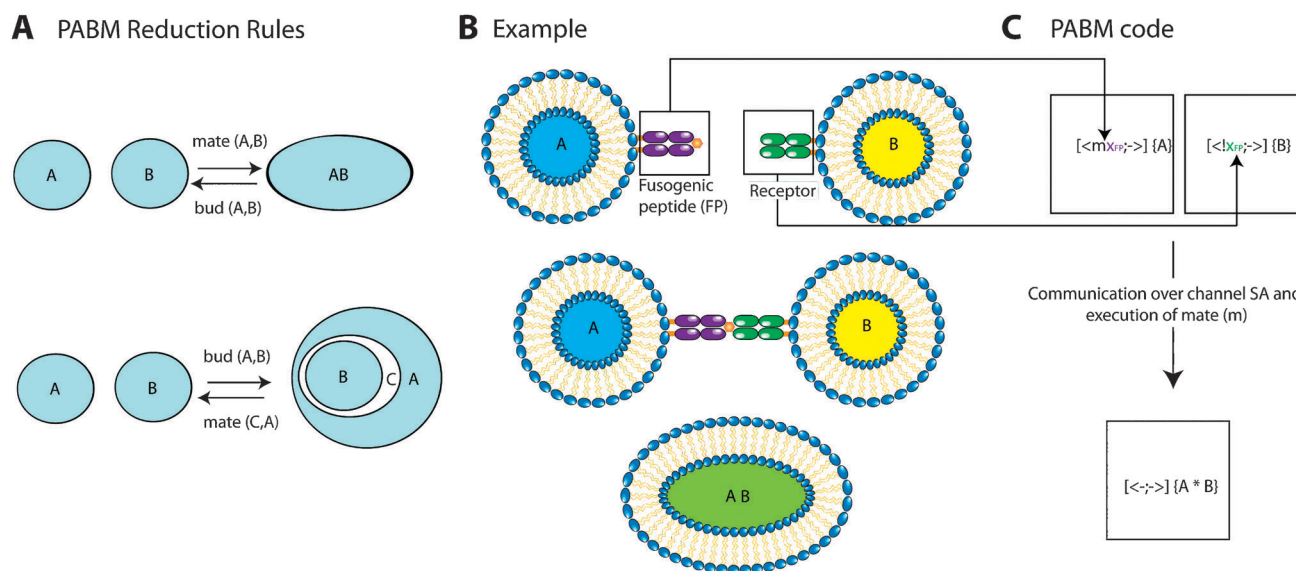 A PABM Reduction Rules
A
B
mate (A,B)
bud (A,B)
AB
A
B
bud (A,B)
mate (C,A)
B
C
A
B Example
A
Fusogenic
peptide (FP)
Receptor
B
A
B
A B
C PABM code
[<mXFP;->] {A}
[<!XFP;->] {B}
Communication over channel SA and
execution of mate (m)
[<-;->] {A * B}